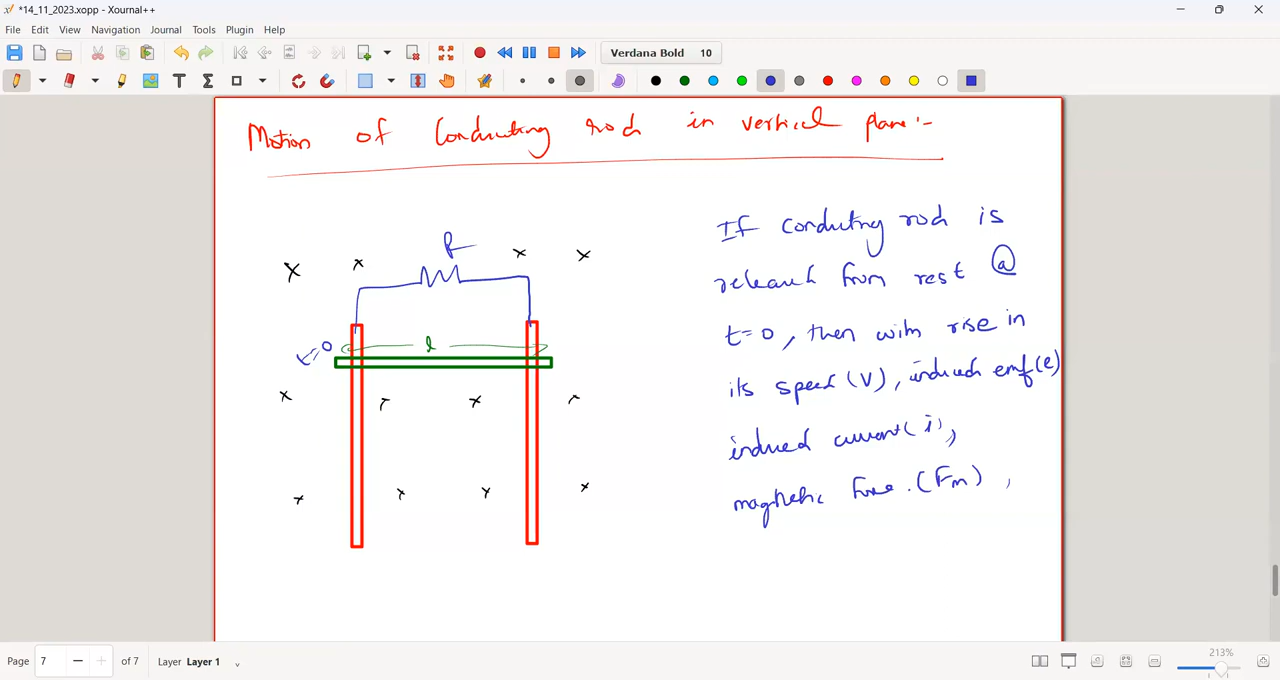 *14_11_2023.xopp - Xournal++
File Edit View Navigation Journal Tools Plugin Help
Verdana Bold 10
Motion of Conducting rod in vertical plane :-
If conducting rod is
released from rest @
t=0, then with rise in
its speed (V), induced emf (e)
induced current (i),
magnetic force. (Fm) ,
R
t=0
l
x x x x
x x x x
x x x x
Page 7 of 7 Layer Layer 1
213%